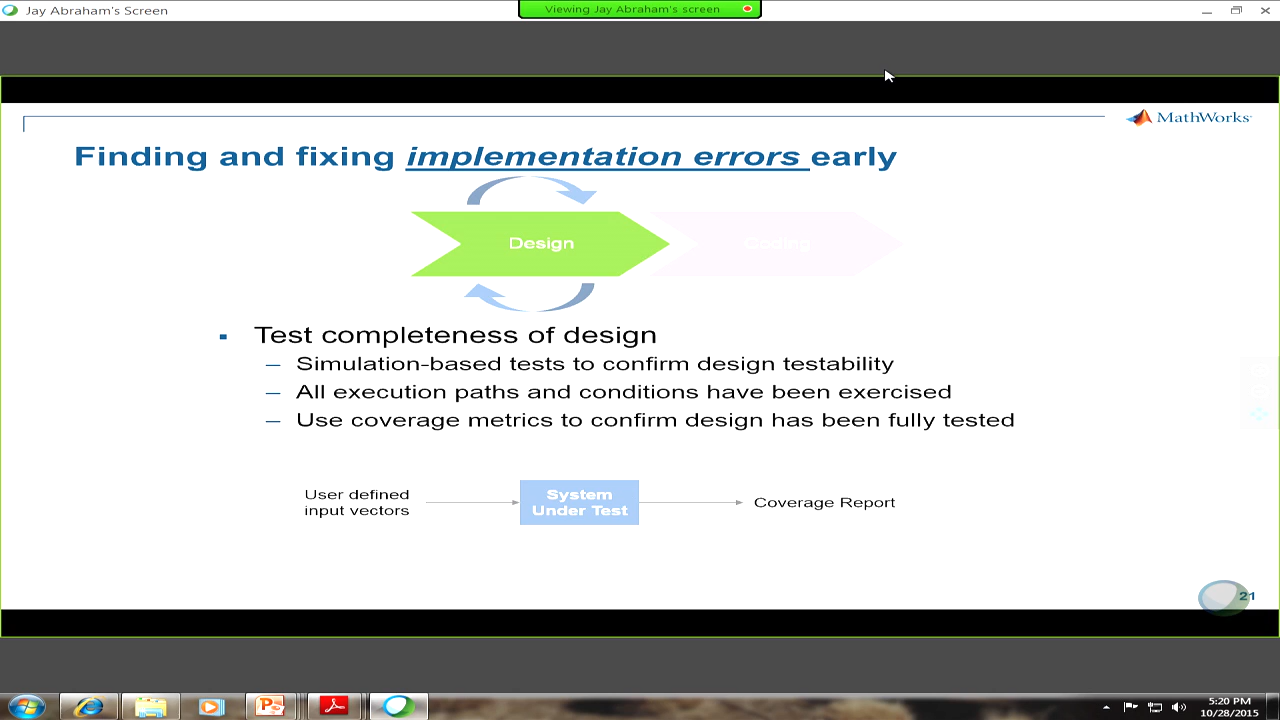 Jay Abraham's Screen
Viewing Jay Abraham's screen
MathWorks
Finding and fixing implementation errors early
Design
Coding
Test completeness of design
Simulation-based tests to confirm design testability
All execution paths and conditions have been exercised
Use coverage metrics to confirm design has been fully tested
User defined
input vectors
System
Under Test
Coverage Report
21
5:20 PM
10/28/2015